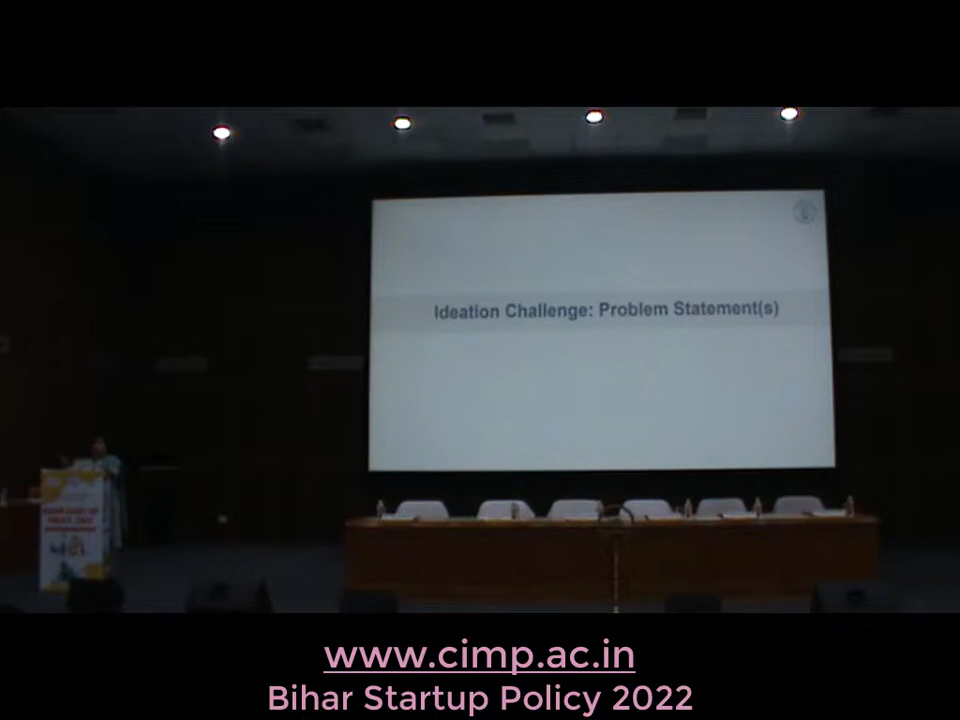 Ideation Challenge: Problem Statement(s)
www.cimp.ac.in
Bihar Startup Policy 2022